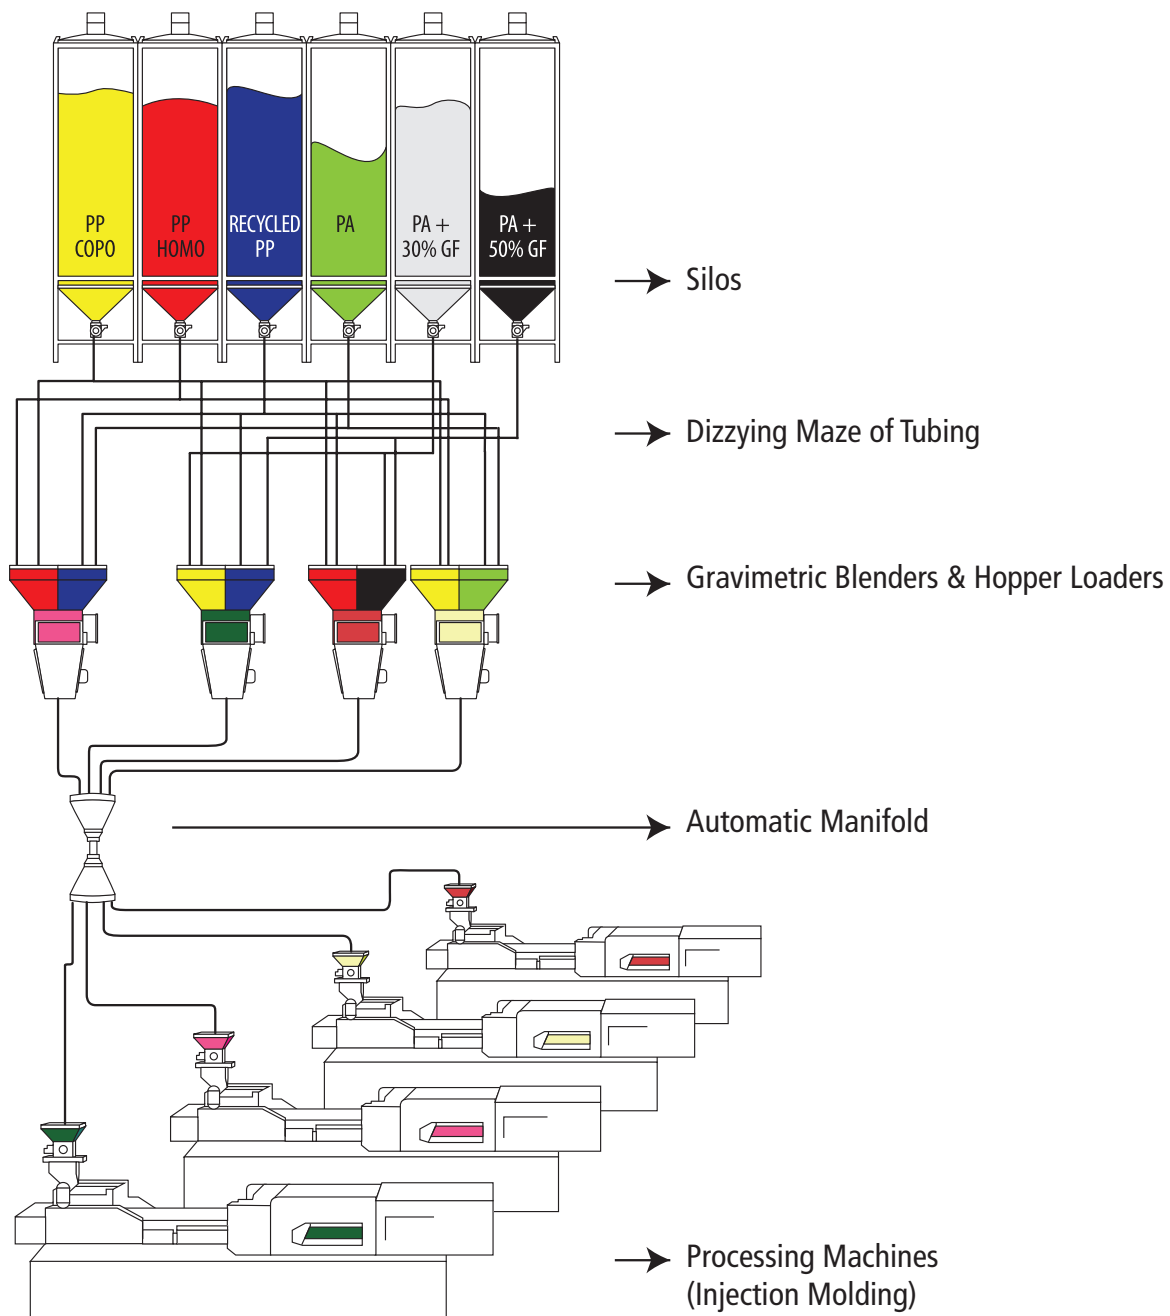 PP
COPO
PP
HOMO
RECYCLED
PP
PA
PA +
30% GF
PA +
50% GF
Silos
Dizzying Maze of Tubing
Gravimetric Blenders & Hopper Loaders
Automatic Manifold
Processing Machines
(Injection Molding)